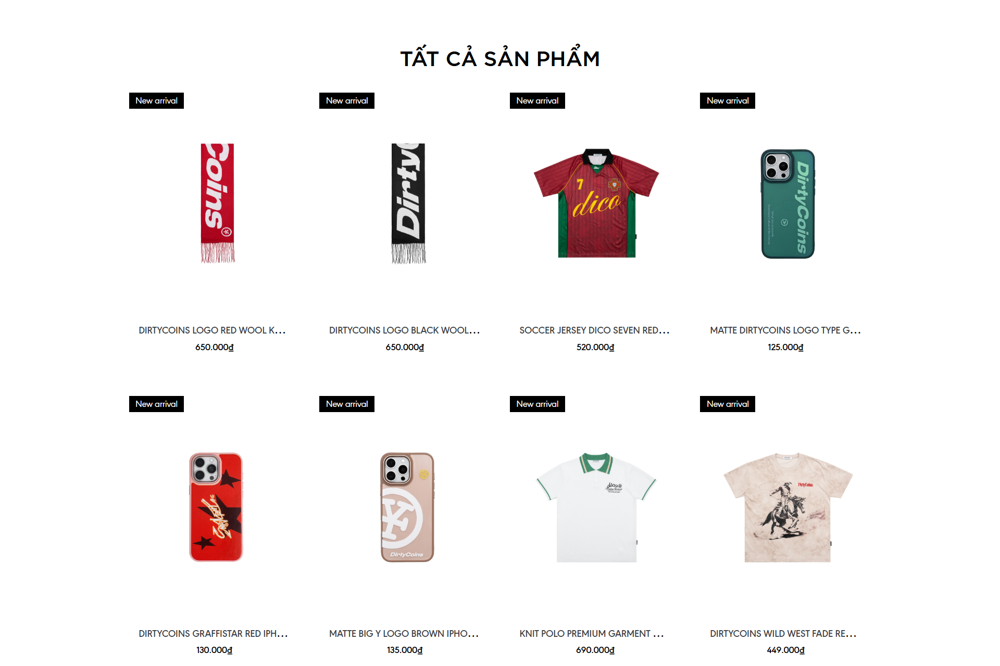 TẤT CẢ SẢN PHẨM
New arrival
New arrival
New arrival
New arrival
Coins
Dirty
7
dico
DirtyCoins
DIRTYCOINS LOGO RED WOOL K...
DIRTYCOINS LOGO BLACK WOOL...
SOCCER JERSEY DICO SEVEN RED...
MATTE DIRTYCOINS LOGO TYPE G...
650.000₫
650.000₫
520.000₫
125.000₫
New arrival
New arrival
New arrival
New arrival
DirtyCoins
dico
DirtyCoins
DIRTYCOINS GRAFFISTAR RED IPH...
MATTE BIG Y LOGO BROWN IPHO...
KNIT POLO PREMIUM GARMENT ...
DIRTYCOINS WILD WEST FADE RE...
130.000₫
135.000₫
690.000₫
449.000₫